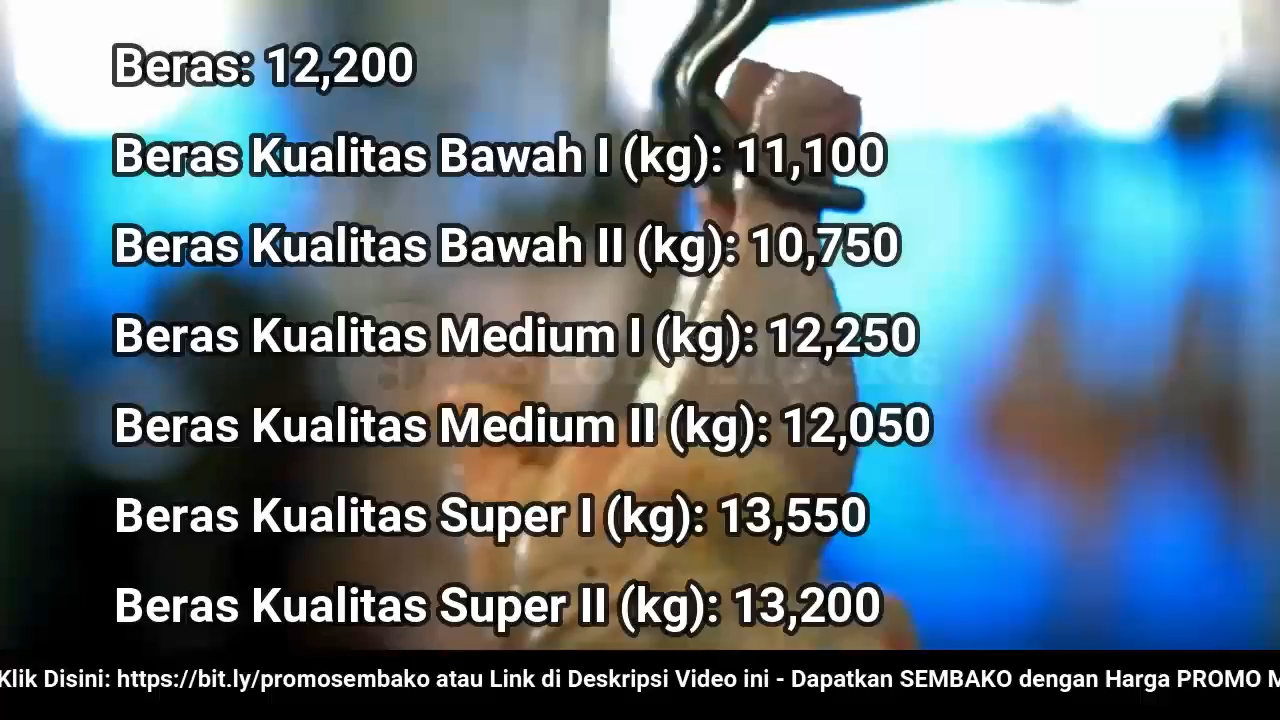 Beras: 12,200
Beras Kualitas Bawah I (kg): 11,100
Beras Kualitas Bawah II (kg): 10,750
Beras Kualitas Medium I (kg): 12,250
Beras Kualitas Medium II (kg): 12,050
Beras Kualitas Super I (kg): 13,550
Beras Kualitas Super II (kg): 13,200
Klik Disini: https://bit.ly/promosembako atau Link di Deskripsi Video ini - Dapatkan SEMBAKO dengan Harga PROMO M